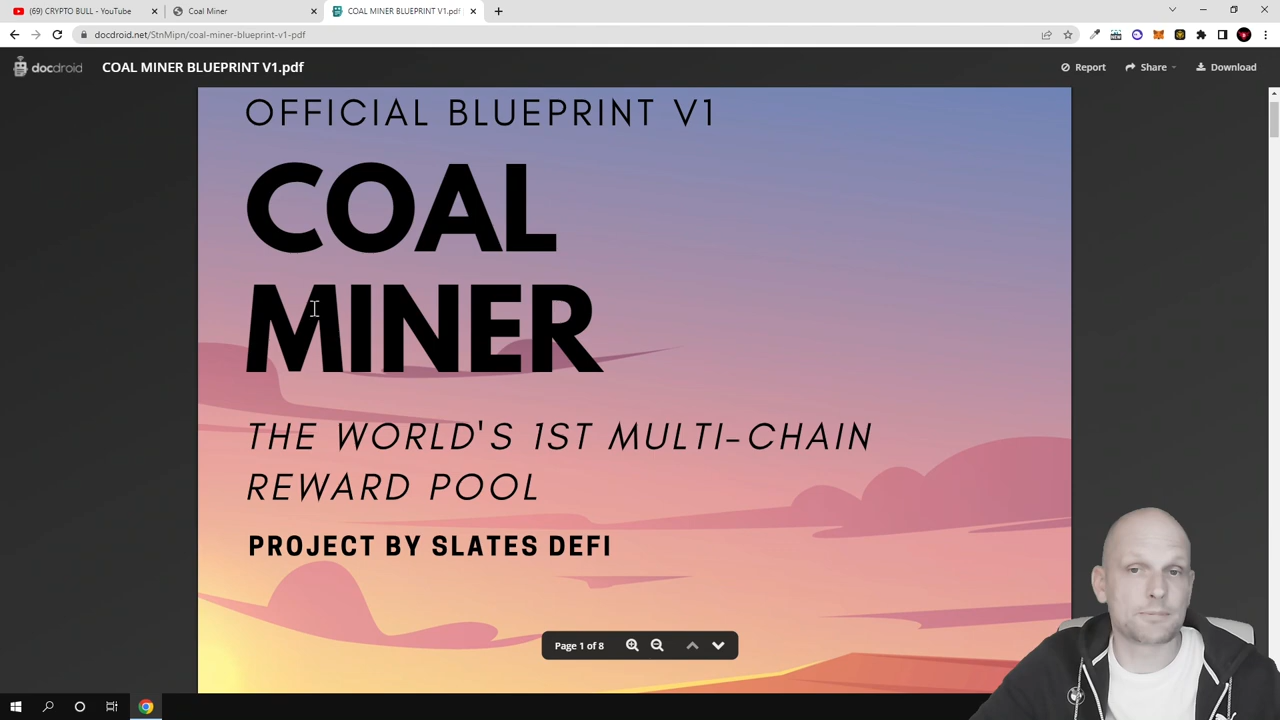 (69) CRYPTO BULL - YouTube
Coal Miner
COAL MINER BLUEPRINT V1.pdf
docdroid.net/StnMipn/coal-miner-blueprint-v1-pdf
docdroid
COAL MINER BLUEPRINT V1.pdf
Report
Share
Download
OFFICIAL BLUEPRINT V1
COAL
MINER
THE WORLD'S 1ST MULTI-CHAIN
REWARD POOL
PROJECT BY SLATES DEFI
Page 1 of 8